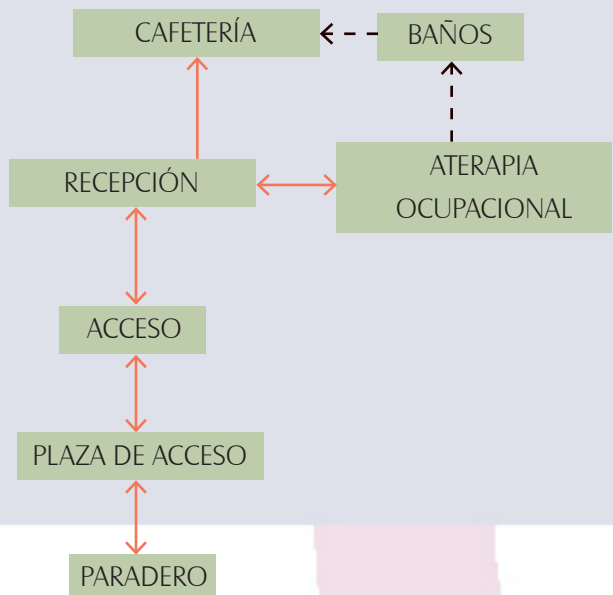 CAFETERÍA
BAÑOS
RECEPCIÓN
ATERAPIA
OCUPACIONAL
ACCESO
PLAZA DE ACCESO
PARADERO